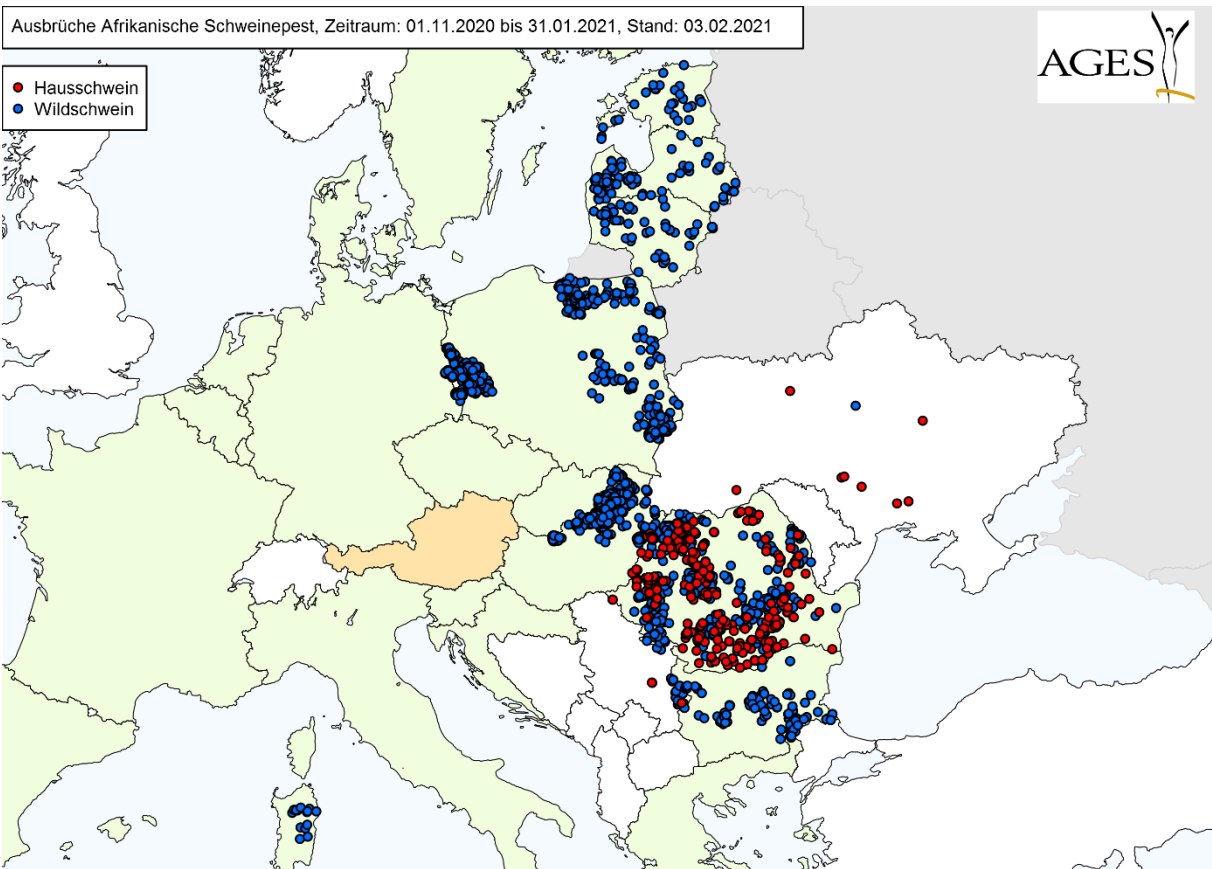 Ausbrüche Afrikanische Schweinepest, Zeitraum: 01.11.2020 bis 31.01.2021, Stand: 03.02.2021
AGES
Hausschwein
Wildschwein